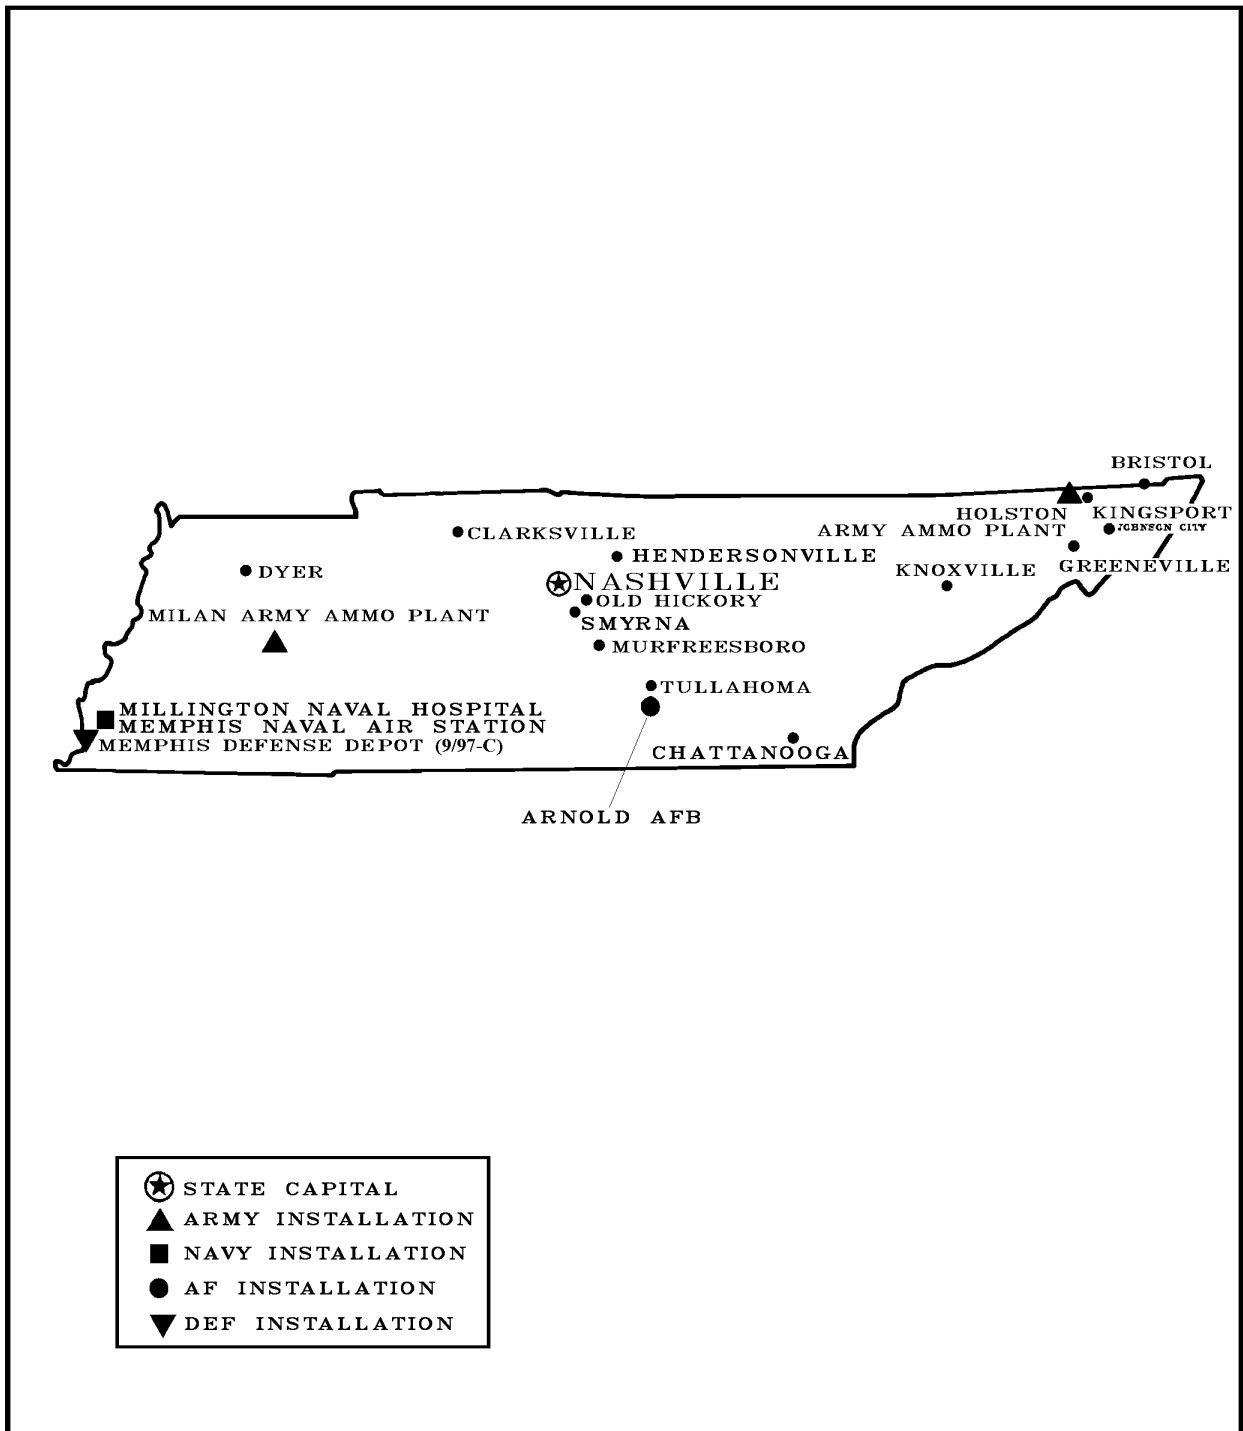 BRISTOL
HOLSTON
KINGSPORT
ARMY AMMO PLANT
JOHNSON CITY
CLARKSVILLE
HENDERSONVILLE
GREENEVILLE
KNOXVILLE
DYER
NASHVILLE
OLD HICKORY
MILAN ARMY AMMO PLANT
SMYRNA
MURFREESBORO
TULLAHOMA
MILLINGTON NAVAL HOSPITAL
MEMPHIS NAVAL AIR STATION
MEMPHIS DEFENSE DEPOT (9/97-C)
CHATTANOOGA
ARNOLD AFB
STATE CAPITAL
ARMY INSTALLATION
NAVY INSTALLATION
AF INSTALLATION
DEF INSTALLATION